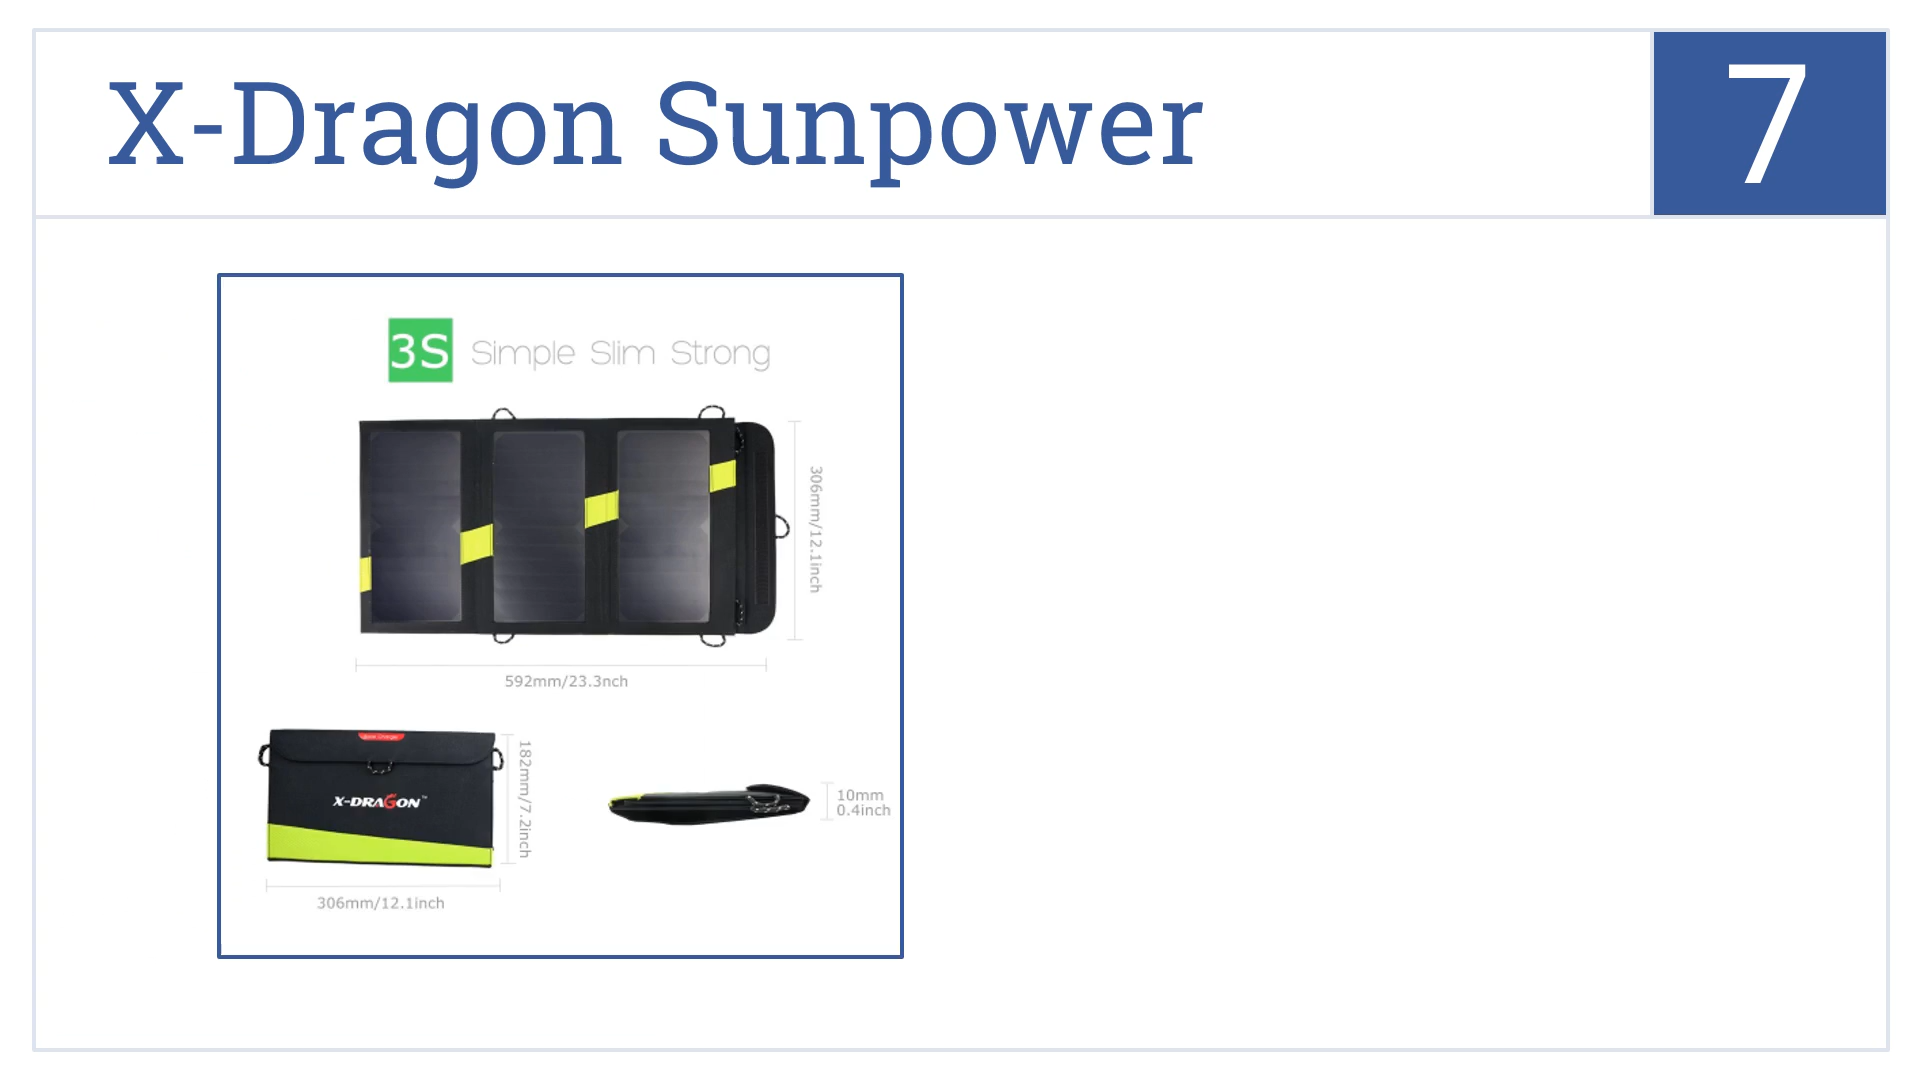 X-Dragon Sunpower
7
3S Simple Slim Strong
306mm/12.1inch
592mm/23.3nch
X-DRAGON™
182mm/7.2inch
10mm
0.4inch
306mm/12.1inch